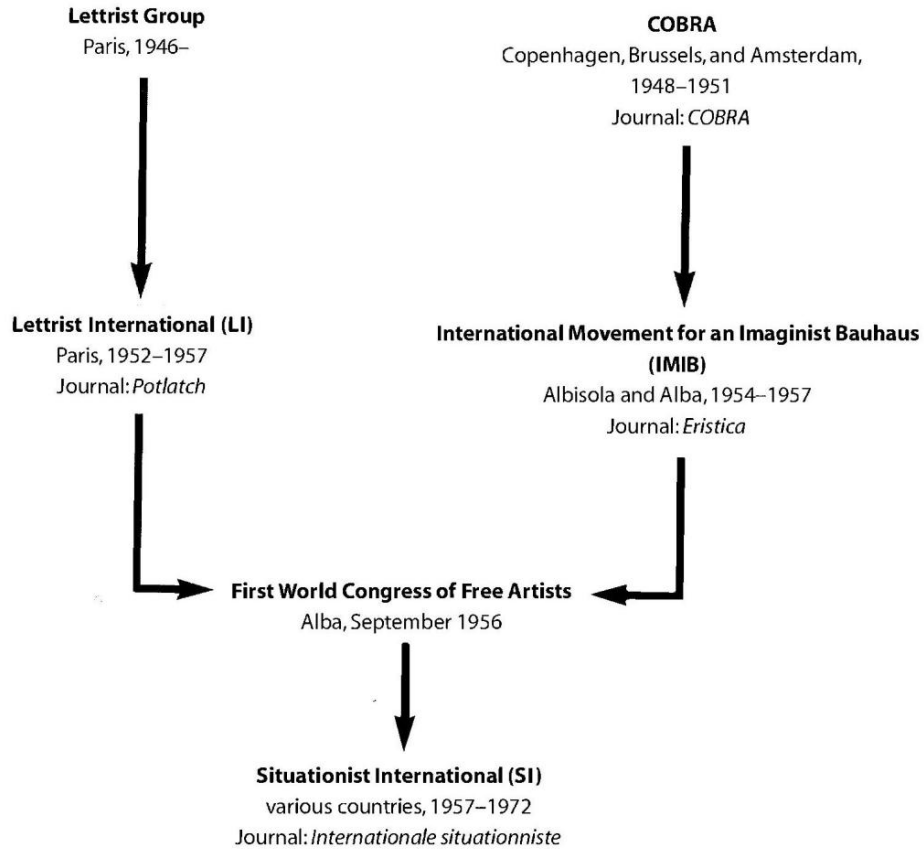 Lettrist Group
Paris, 1946–
COBRA
Copenhagen, Brussels, and Amsterdam,
1948–1951
Journal: COBRA
Lettrist International (LI)
Paris, 1952–1957
Journal: Potlatch
International Movement for an Imaginist Bauhaus
(IMIB)
Albisola and Alba, 1954–1957
Journal: Eristica
First World Congress of Free Artists
Alba, September 1956
Situationist International (SI)
various countries, 1957–1972
Journal: Internationale situationniste